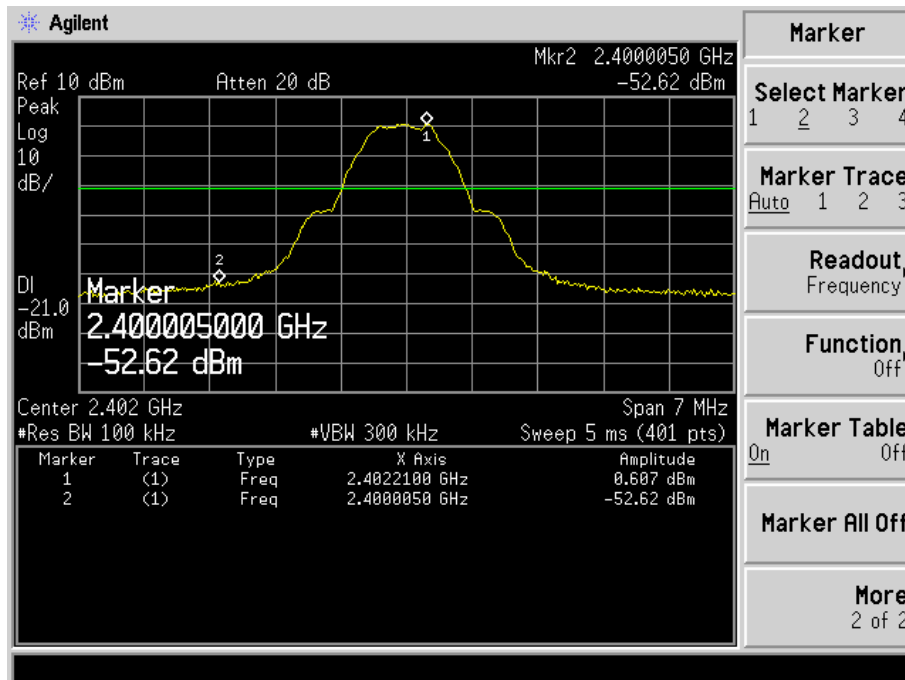 Agilent
Marker
Mkr2 2.4000050 GHz
Ref 10 dBm Atten 20 dB -52.62 dBm
Peak
Log
10
dB/
1
2
DI
-21.0
dBm
Marker
2.400005000 GHz
-52.62 dBm
Center 2.402 GHz Span 7 MHz
#Res BW 100 kHz #VBW 300 kHz Sweep 5 ms (401 pts)
Marker Trace Type X Axis Amplitude
1 (1) Freq 2.4022100 GHz 0.607 dBm
2 (1) Freq 2.4000050 GHz -52.62 dBm
Select Marker
1 2 3 4
Marker Trace
Auto 1 2 3
Readout
Frequency
Function
Off
Marker Table
On Off
Marker All Off
More
2 of 2